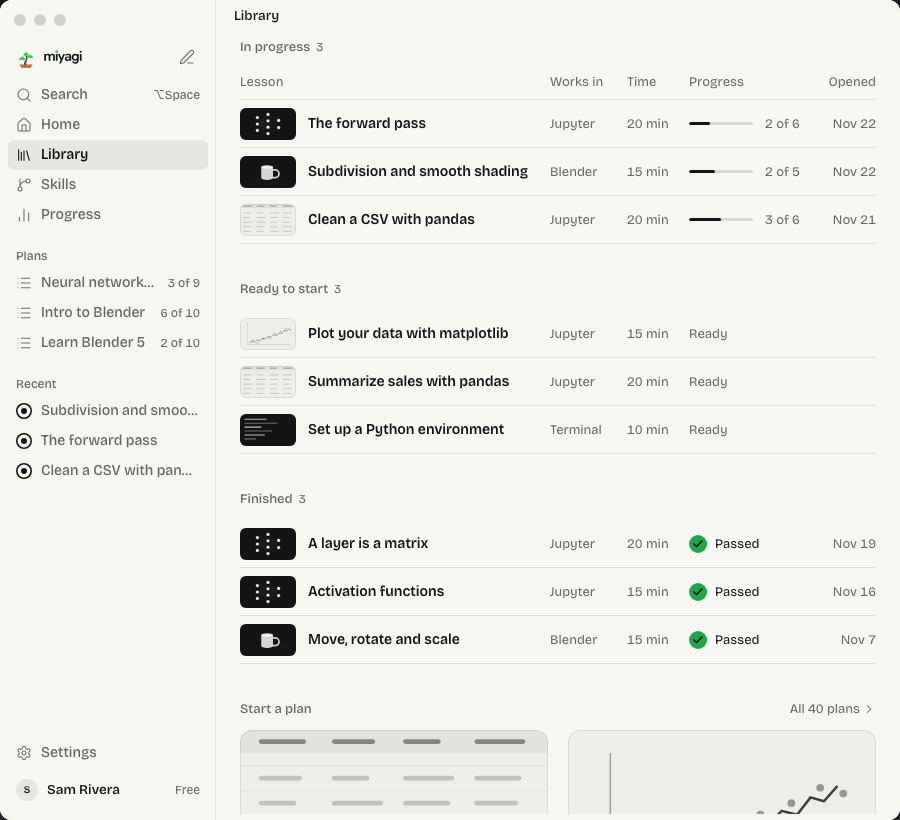 miyagi
Search ⌥Space
Home
Library
Skills
Progress
Plans
Neural network... 3 of 9
Intro to Blender 6 of 10
Learn Blender 5 2 of 10
Recent
Subdivision and smoo...
The forward pass
Clean a CSV with pan...
Settings
S Sam Rivera Free
Library
In progress 3
Lesson Works in Time Progress Opened
The forward pass Jupyter 20 min 2 of 6 Nov 22
Subdivision and smooth shading Blender 15 min 2 of 5 Nov 22
Clean a CSV with pandas Jupyter 20 min 3 of 6 Nov 21
Ready to start 3
Plot your data with matplotlib Jupyter 15 min Ready
Summarize sales with pandas Jupyter 20 min Ready
Set up a Python environment Terminal 10 min Ready
Finished 3
A layer is a matrix Jupyter 20 min Passed Nov 19
Activation functions Jupyter 15 min Passed Nov 16
Move, rotate and scale Blender 15 min Passed Nov 7
Start a plan All 40 plans